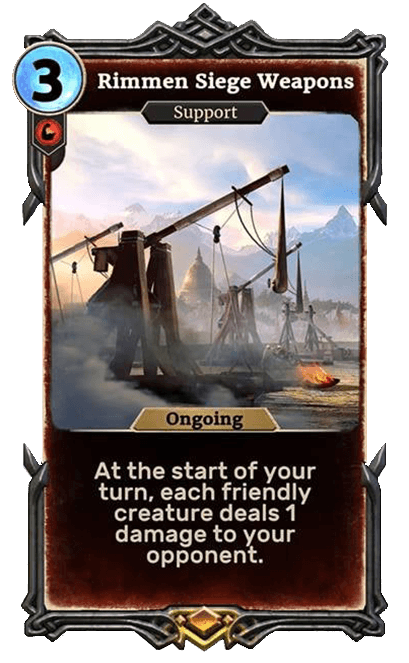 3
Rimmen Siege Weapons
Support
Ongoing
At the start of your
turn, each friendly
creature deals 1
damage to your
opponent.